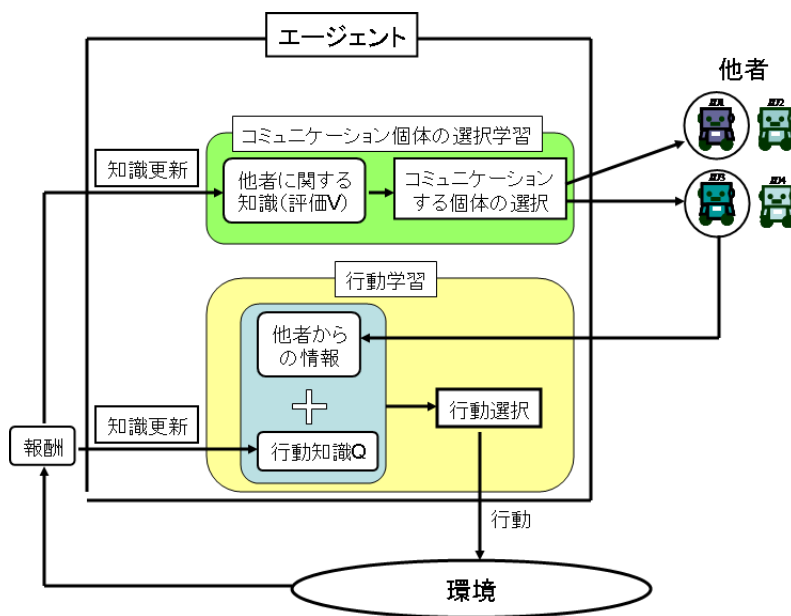 エージェント
他者
コミュニケーション個体の選択学習
知識更新
他者に関する
知識(評価V)
コミュニケーション
する個体の選択
行動学習
他者から
の情報
知識更新
行動選択
報酬
行動知識Q
行動
環境